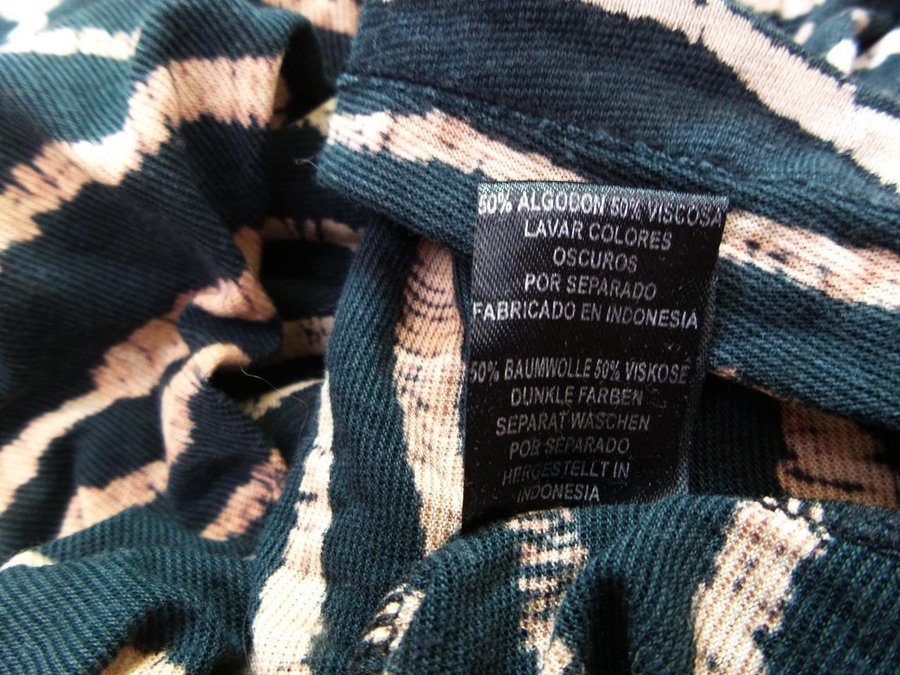 50% ALGODON 50% VISCOSA
LAVAR COLORES
OSCUROS
POR SEPARADO
FABRICADO EN INDONESIA
50% BAUMWOLLE 50% VISKOSE
DUNKLE FARBEN
SEPARAT WASCHEN
POR SEPARADO
HERGESTELLT IN
INDONESIA